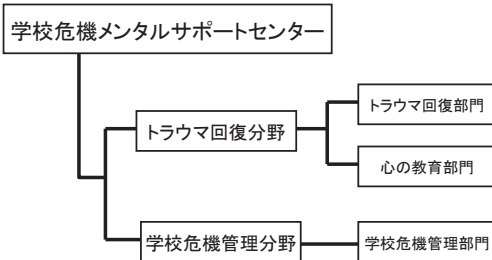 学校危機メンタルサポートセンター
トラウマ回復分野
トラウマ回復部門
心の教育部門
学校危機管理分野
学校危機管理部門